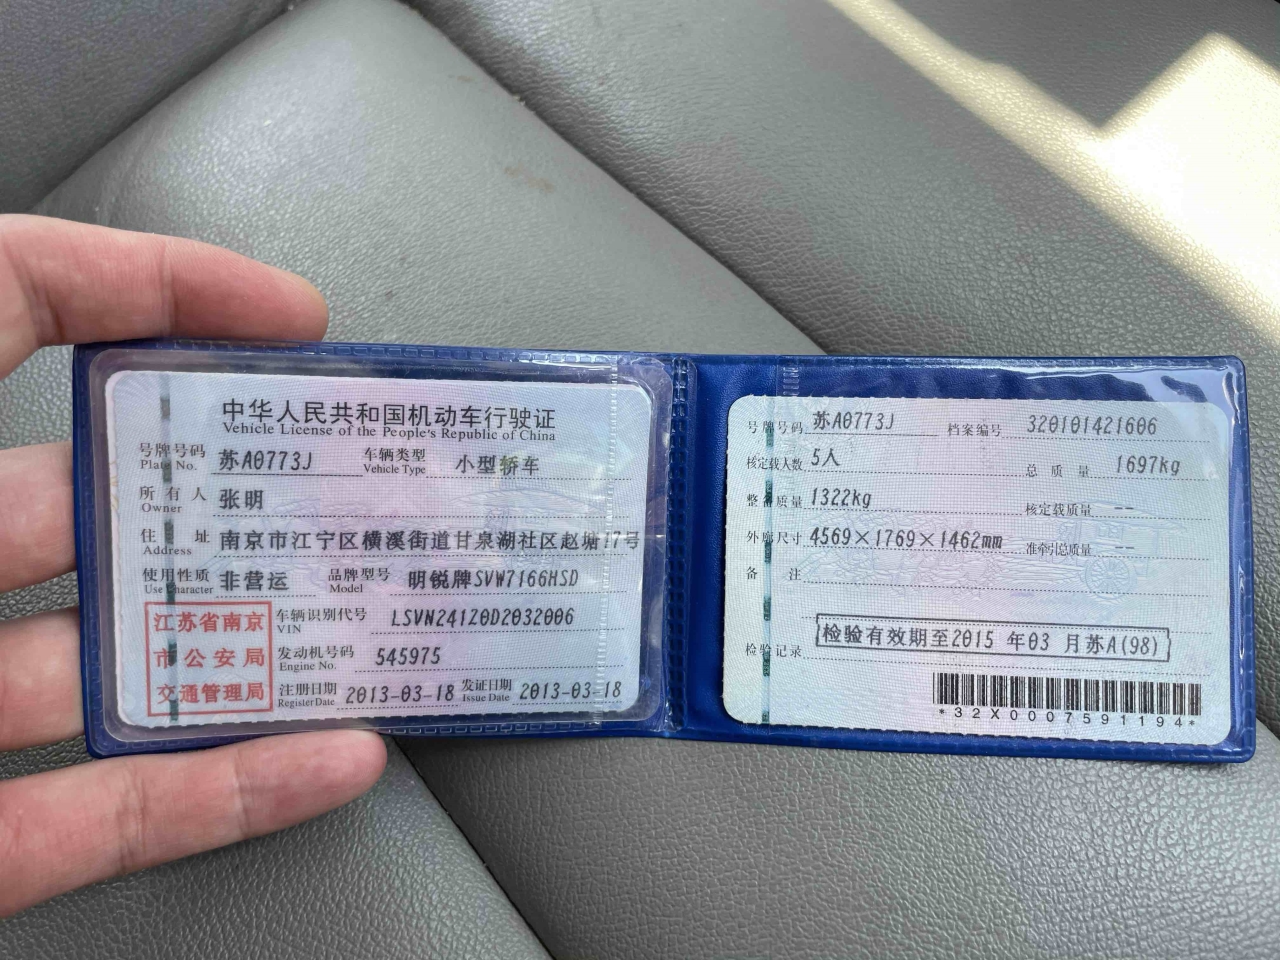 中华人民共和国机动车行驶证
Vehicle License of the People's Republic of China
号牌号码 苏A0773J 车辆类型 小型轿车
Plate No. Vehicle Type
所有人 张明
Owner
住址 南京市江宁区横溪街道甘泉湖社区赵塘17号
Address
使用性质 非营运 品牌型号 明锐牌SVW7166HSD
Use Character Model
江苏省南京
市公安局
交通管理局
车辆识别代号 LSVN241Z0D2032006
VIN
发动机号码 545975
Engine No.
注册日期 2013-03-18 发证日期 2013-03-18
Register Date Issue Date
号牌号码 苏A0773J 档案编号 320101421606
核定载人数 5人 总质量 1697kg
整备质量 1322kg 核定载质量 --
外廓尺寸 4569×1769×1462mm 准牵引总质量 --
备注
检验记录 检验有效期至2015 年03 月苏A(98)
*32X0007591194*